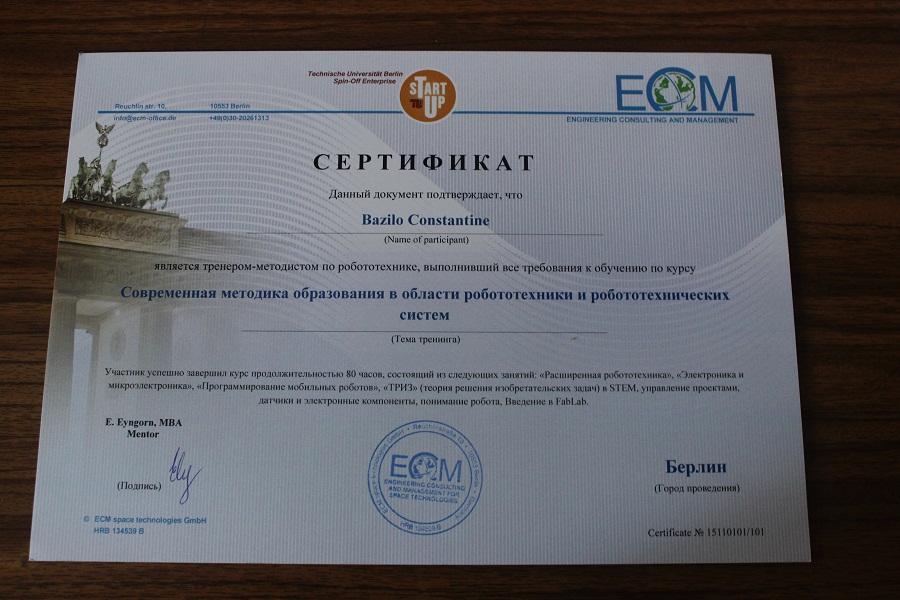 Technische Universität Berlin
Spin-Off Enterprise
START
TU UP
ECM
Reuchlin str. 10, 10553 Berlin
info@ecm-office.de +49(0)30-20261313
ENGINEERING CONSULTING AND MANAGEMENT
СЕРТИФИКАТ
Данный документ подтверждает, что
Bazilo Constantine
(Name of participant)
является тренером-методистом по робототехнике, выполнивший все требования к обучению по курсу
Современная методика образования в области робототехники и робототехнических
систем
(Тема тренинга)
Участник успешно завершил курс продолжительностью 80 часов, состоящий из следующих занятий: «Расширенная робототехника», «Электроника и
микроэлектроника», «Программирование мобильных роботов», «ТРИЗ» (теория решения изобретательских задач) в STEM, управление проектами,
датчики и электронные компоненты, понимание робота, Введение в FabLab.
E. Eyngorn, MBA
Mentor
(Подпись)
ECM
ENGINEERING CONSULTING
AND MANAGEMENT FOR
SPACE TECHNOLOGIES
HRB 134539 B
Берлин
(Город проведения)
© ECM space technologies GmbH
HRB 134539 B
Certificate № 15110101/101